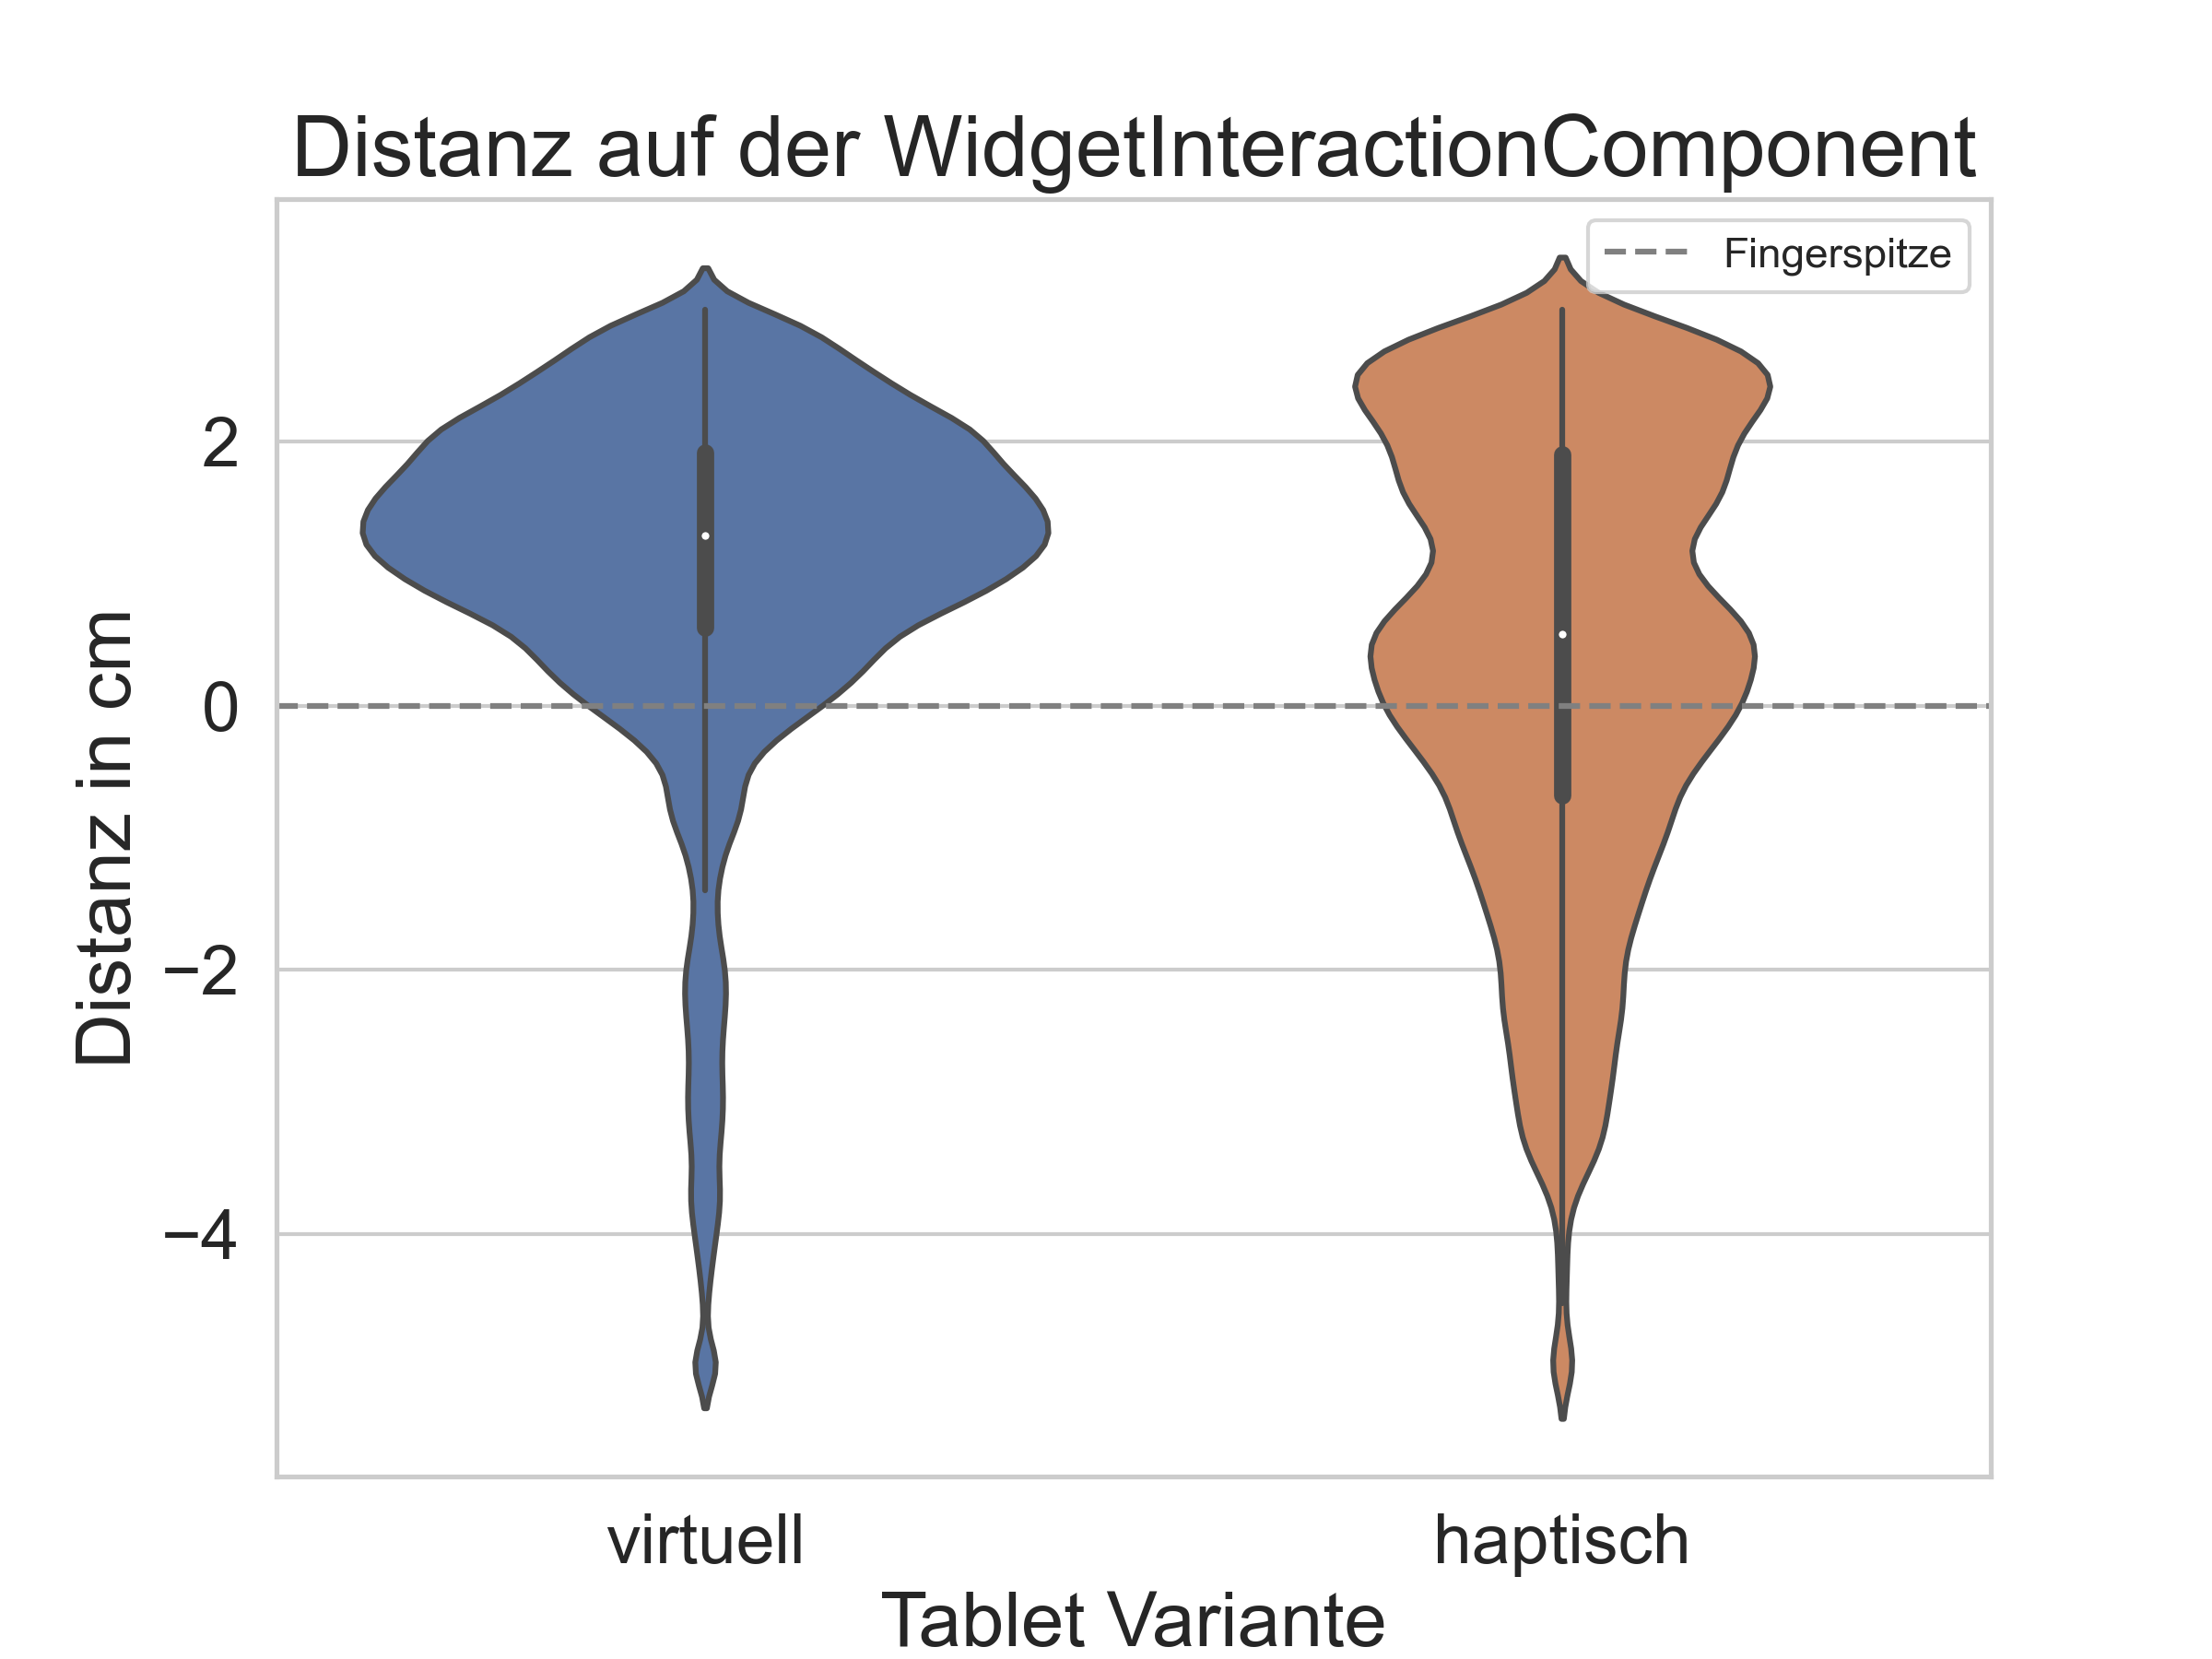 Distanz auf der WidgetInteractionComponent
Fingerspitze
Distanz in cm
2
0
−2
−4
virtuell
haptisch
Tablet Variante